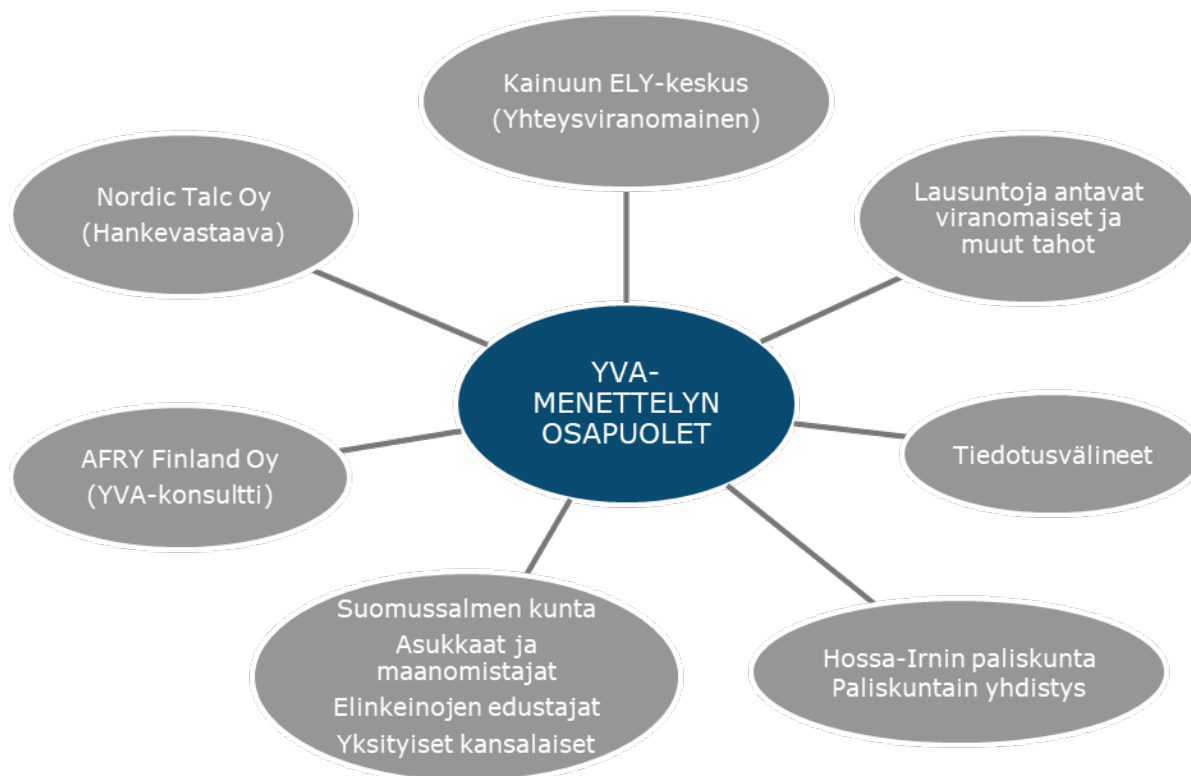 Kainuun ELY-keskus
(Yhteysviranomainen)
Nordic Talc Oy
(Hankevastaava)
Lausuntoja antavat
viranomaiset ja
muut tahot
YVA-
MENETTELYN
OSAPUOLET
AFRY Finland Oy
(YVA-konsultti)
Tiedotusvälineet
Suomussalmen kunta
Asukkaat ja
maanomistajat
Elinkeinojen edustajat
Yksityiset kansalaiset
Hossa-Irnin paliskunta
Paliskuntain yhdistys